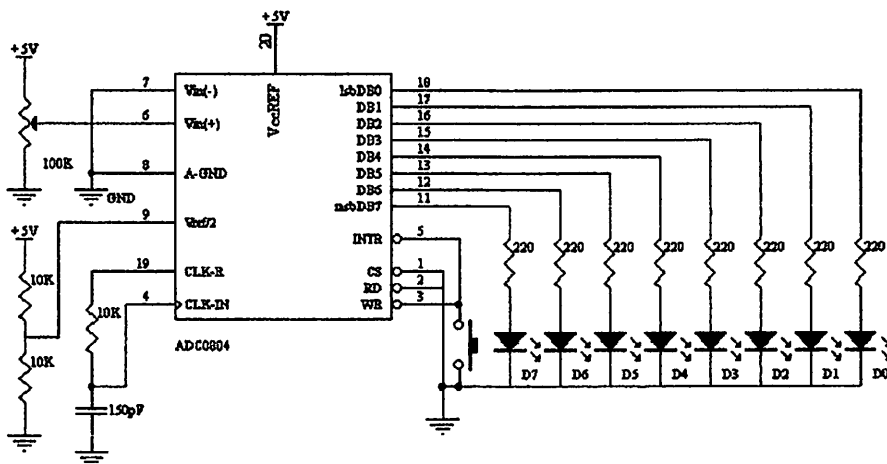 +5V
20
+5V
7
Vin(-)
VccREF
lsbDB0
18
DB1
17
6
Vin(+)
DB2
16
DB3
15
100K
8
A-GND
DB4
14
DB5
13
GND
DB6
12
msbDB7
11
9
Vref/2
+5V
INTR
5
220
220
220
220
220
220
220
220
19
CLK-R
CS
1
10K
RD
2
10K
4
CLK-IN
WR
3
ADC0804
10K
D7
D6
D5
D4
D3
D2
D1
D0
150pF